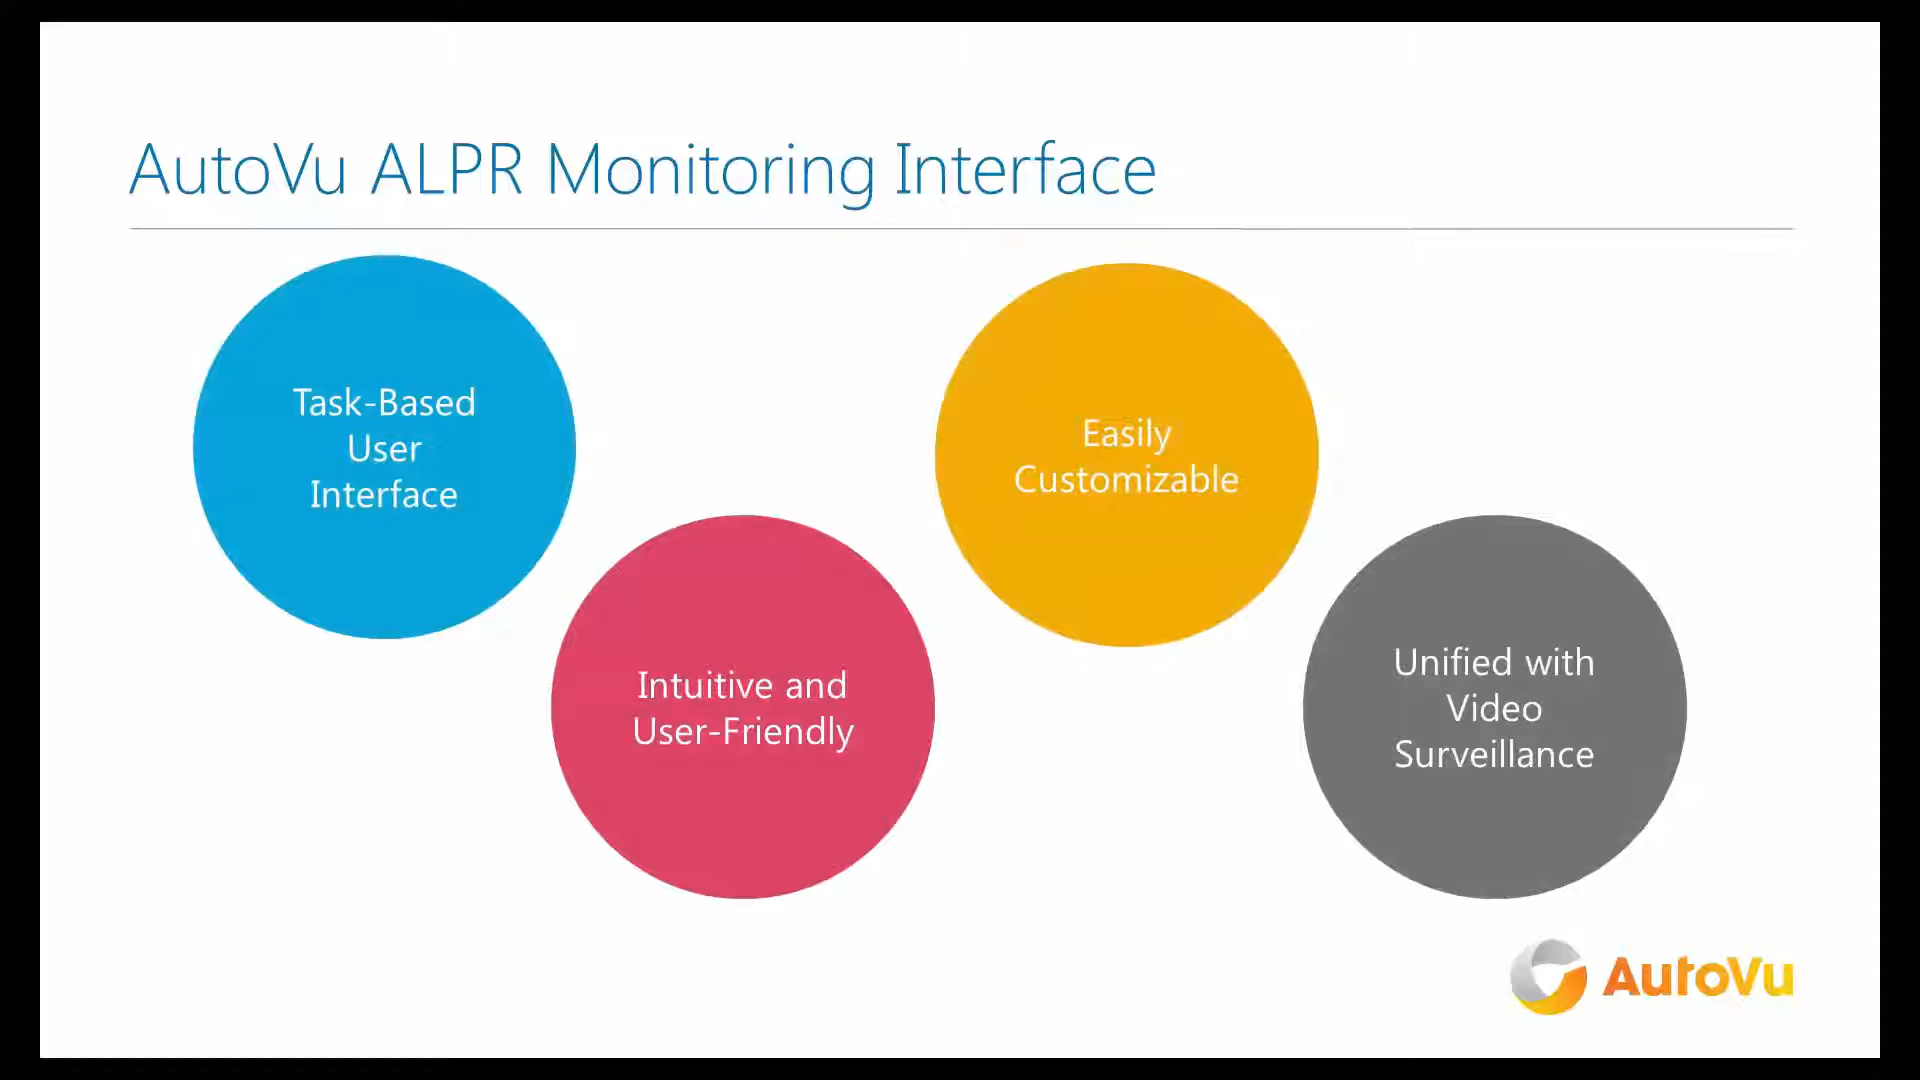 AutoVu ALPR Monitoring Interface
Task-Based
User
Interface
Intuitive and
User-Friendly
Easily
Customizable
Unified with
Video
Surveillance
AutoVu